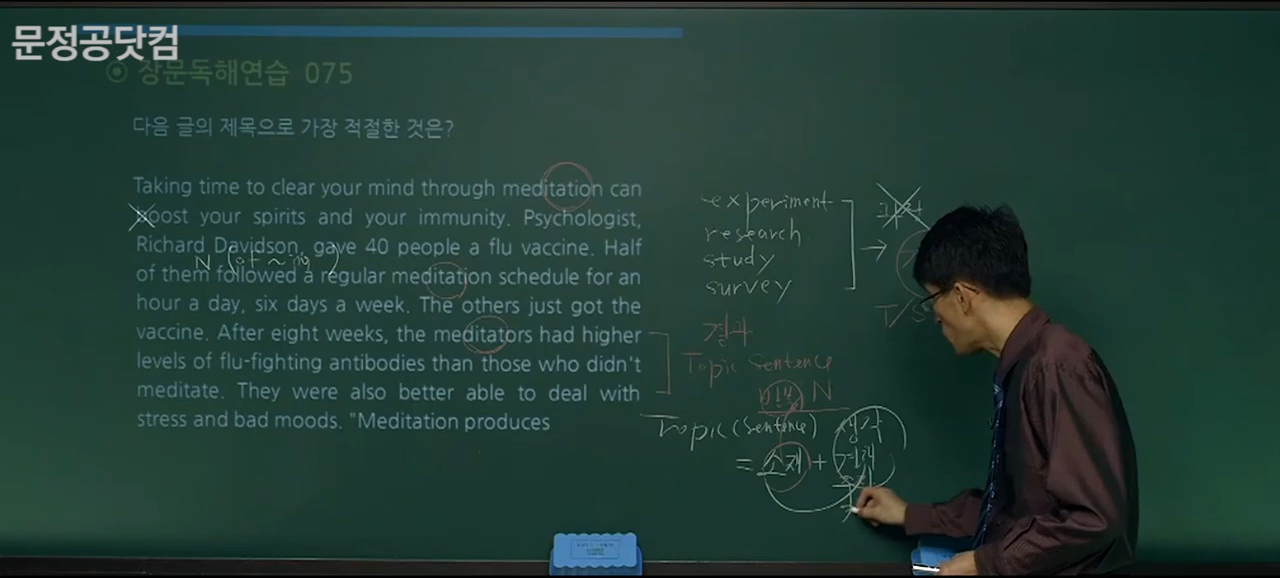 문정공닷컴
장문독해연습 075
다음 글의 제목으로 가장 적절한 것은?
Taking time to clear your mind through meditation can
boost your spirits and your immunity. Psychologist,
Richard Davidson, gave 40 people a flu vaccine. Half
of them followed a regular meditation schedule for an
hour a day, six days a week. The others just got the
vaccine. After eight weeks, the meditators had higher
levels of flu-fighting antibodies than those who didn't
meditate. They were also better able to deal with
stress and bad moods. "Meditation produces
N (at ~ing )
experiment
research
study
survey
T/S
결과
Topic Sentence
N
Topic (Sentence)
= 소재 +
생각
견해